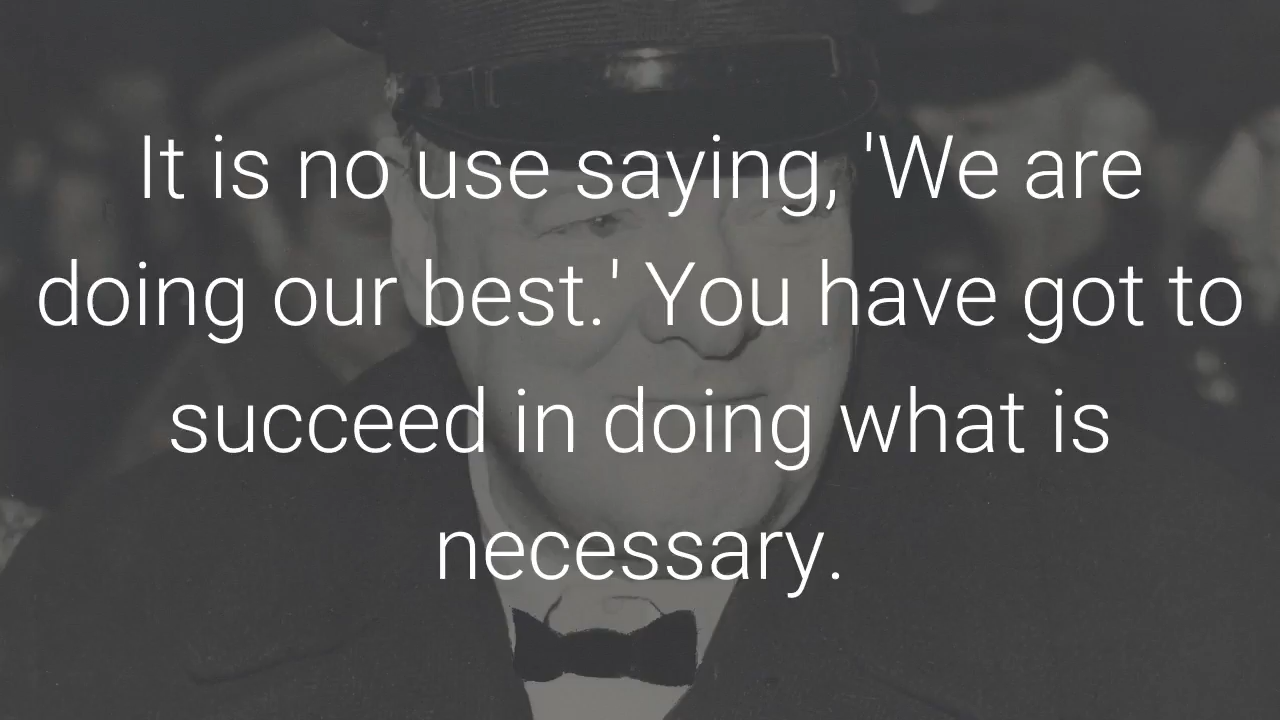 It is no use saying, 'We are
doing our best.' You have got to
succeed in doing what is
necessary.